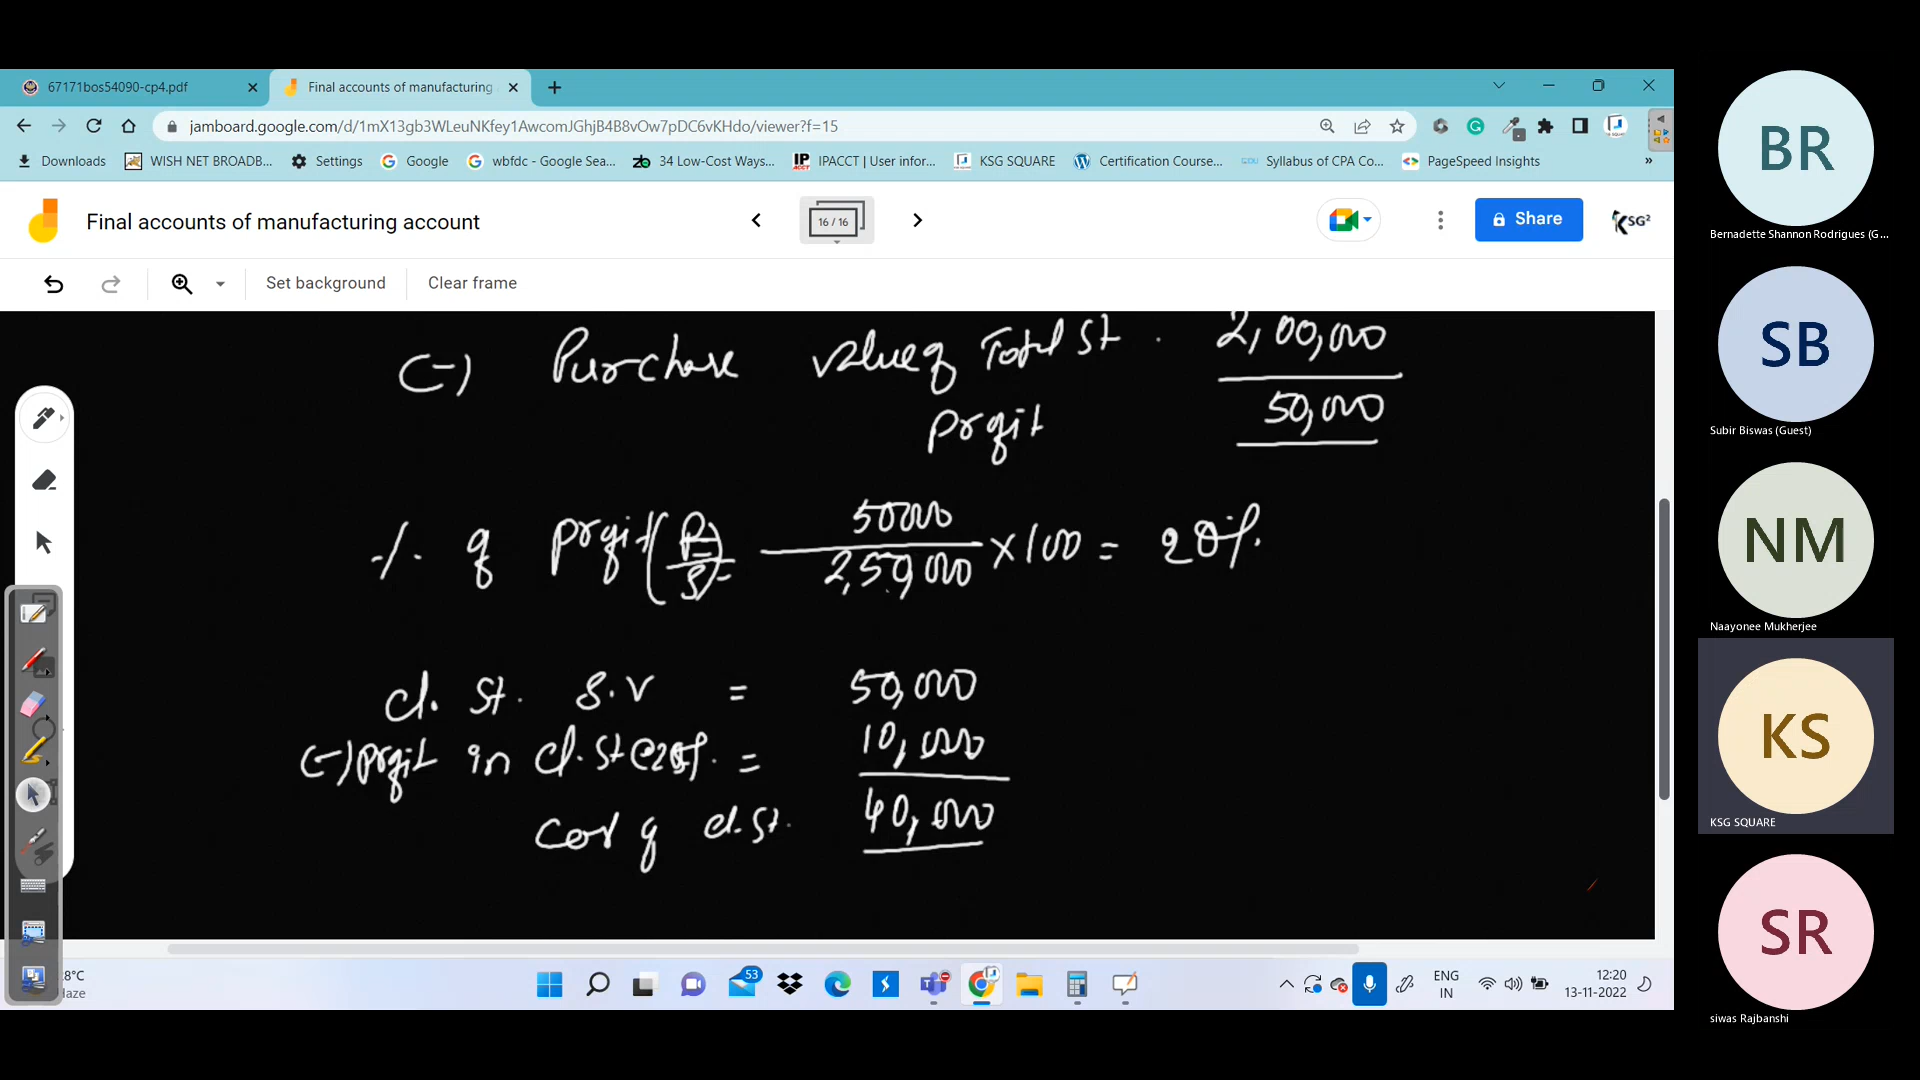 67171bos54090-cp4.pdf
Final accounts of manufacturing
jamboard.google.com/d/1mX13gb3WLeuNKfey1AwcomJGhjB4B8vOw7pDC6vKHdo/viewer?f=15
Downloads WISH NET BROADB... Settings Google wbfdc - Google Sea... 34 Low-Cost Ways... IPACCT | User infor... KSG SQUARE Certification Course... Syllabus of CPA Co... PageSpeed Insights »
Final accounts of manufacturing account
16 / 16
Share
KSG²
Set background
Clear frame
(-) Purchase value of Total St. 2,00,000
Profit 50,000
% of Profit (P/S) = 50000/2,50,000 × 100 = 20%.
Cl. St. S.V = 50,000
(-) Profit in Cl. St @ 20%. = 10,000
Cost of Cl. St. 40,000
8°C
Haze
53
ENG
IN
12:20
13-11-2022
BR
Bernadette Shannon Rodrigues (G...
SB
Subir Biswas (Guest)
NM
Naayonee Mukherjee
KS
KSG SQUARE
SR
siwas Rajbanshi